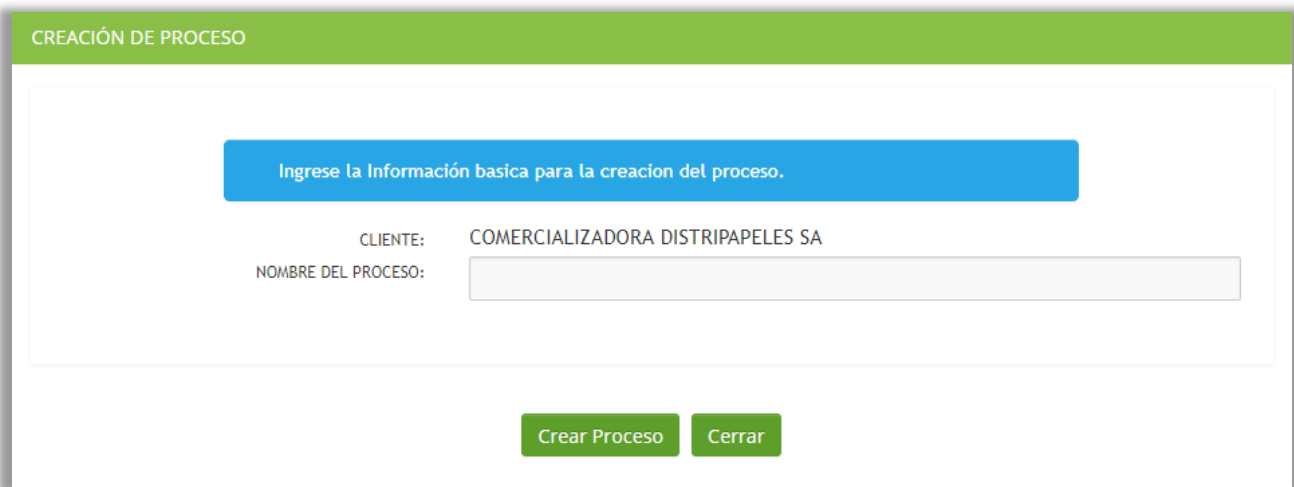 CREACIÓN DE PROCESO
Ingrese la Información basica para la creacion del proceso.
CLIENTE: COMERCIALIZADORA DISTRIPAPELES SA
NOMBRE DEL PROCESO:
Crear Proceso Cerrar